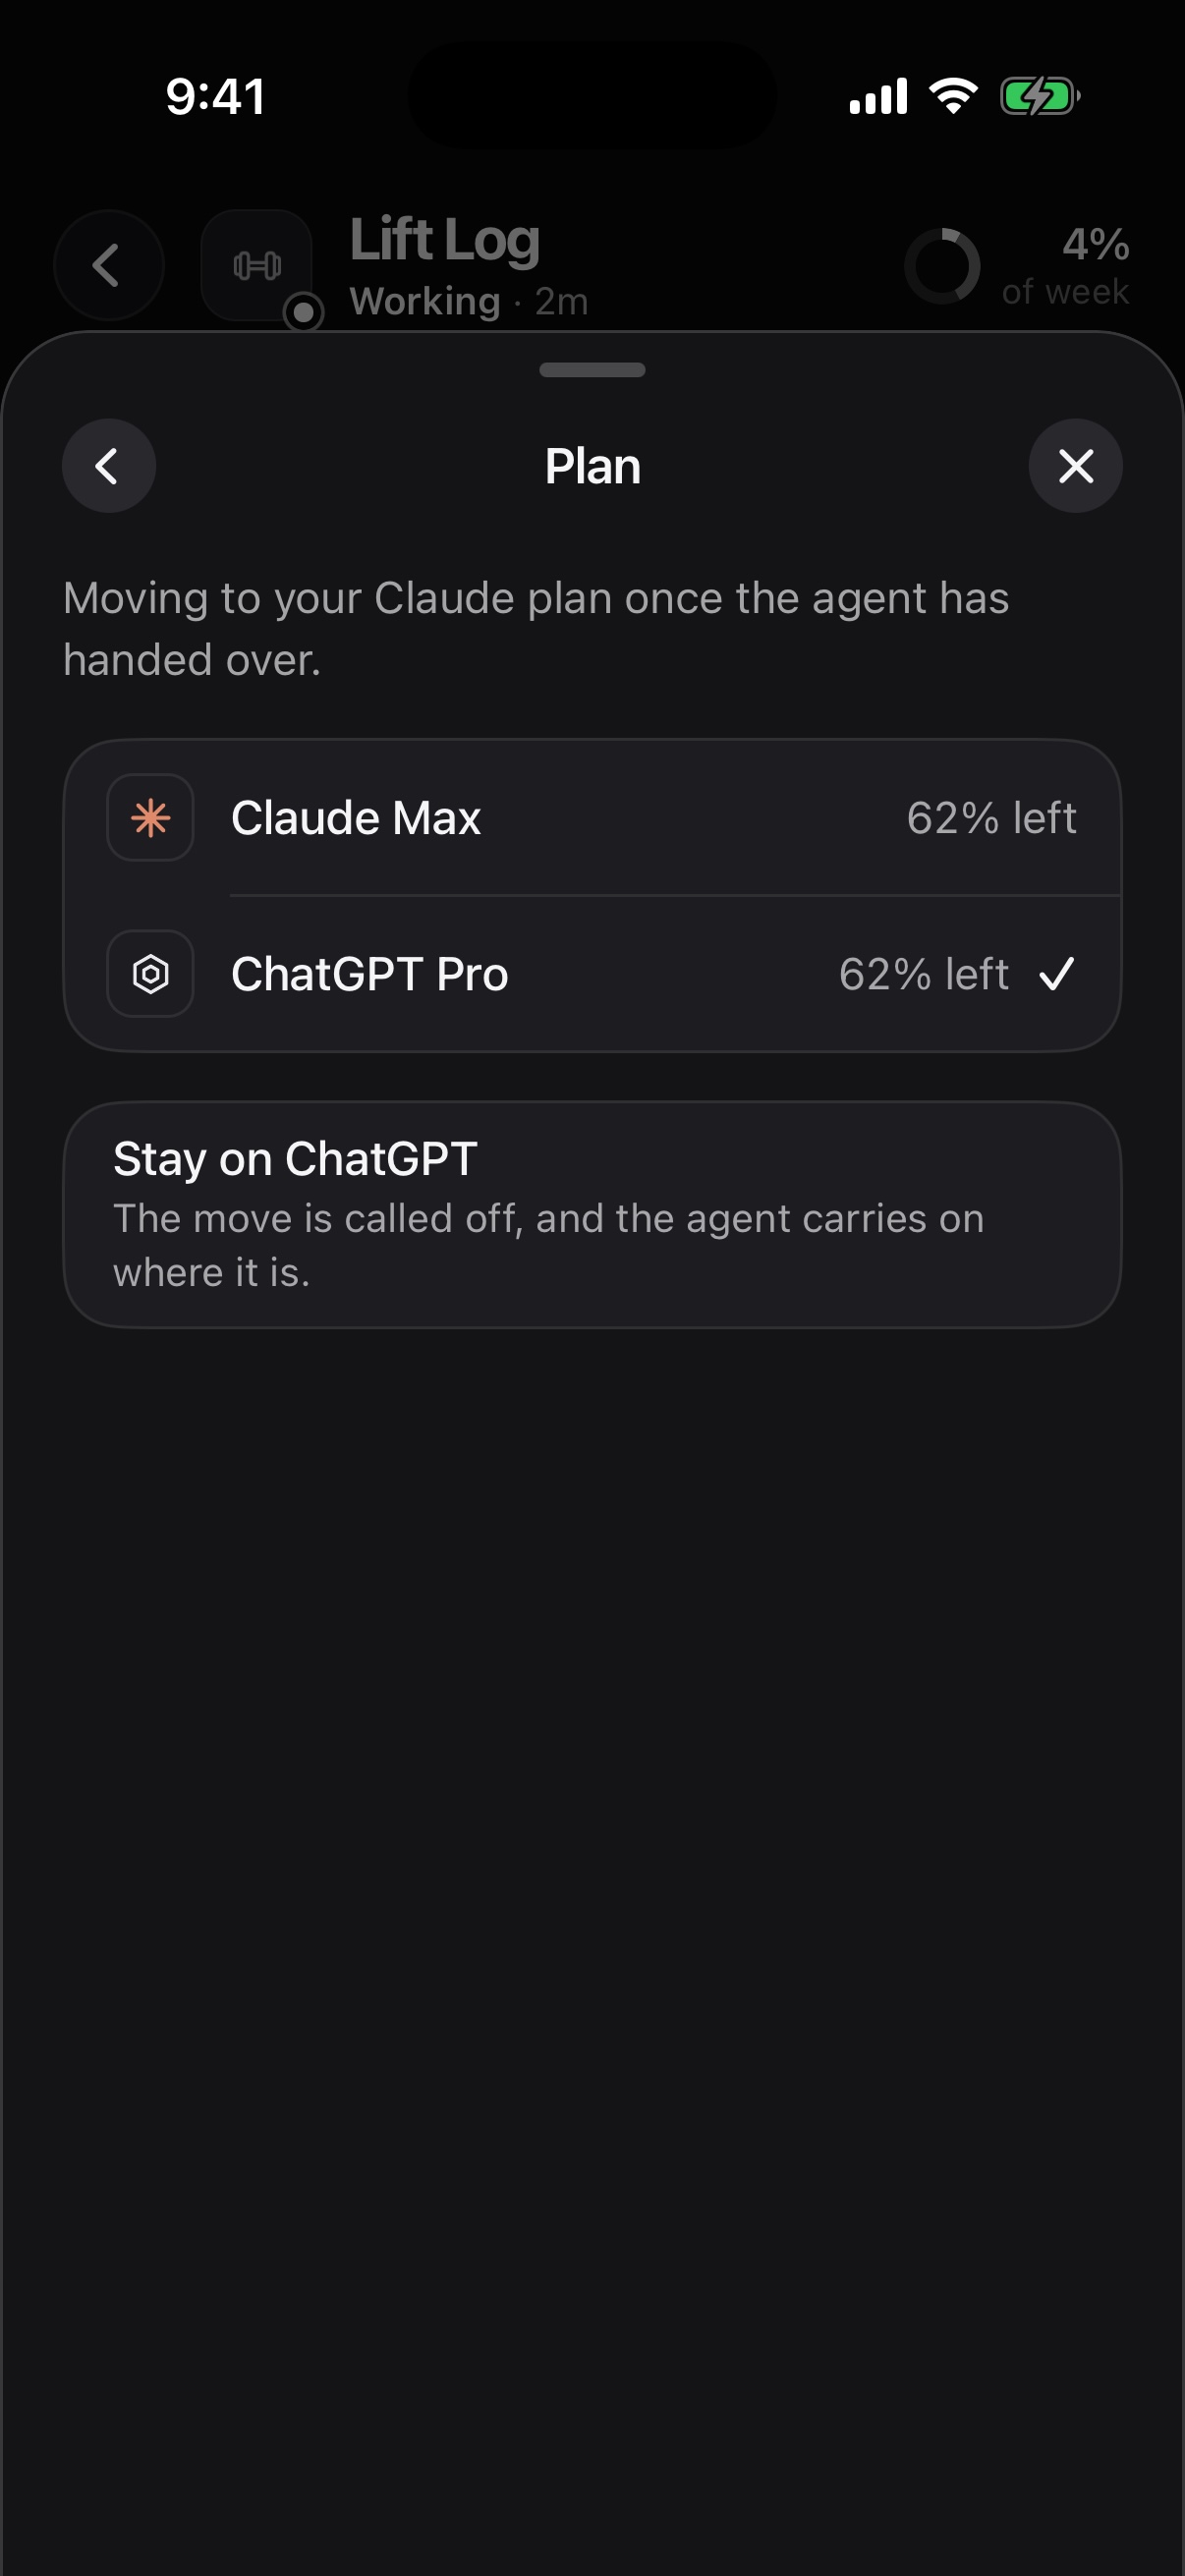 9:41
Lift Log
Working · 2m
4%
of week
Plan
Moving to your Claude plan once the agent has
handed over.
Claude Max
62% left
ChatGPT Pro
62% left
Stay on ChatGPT
The move is called off, and the agent carries on
where it is.